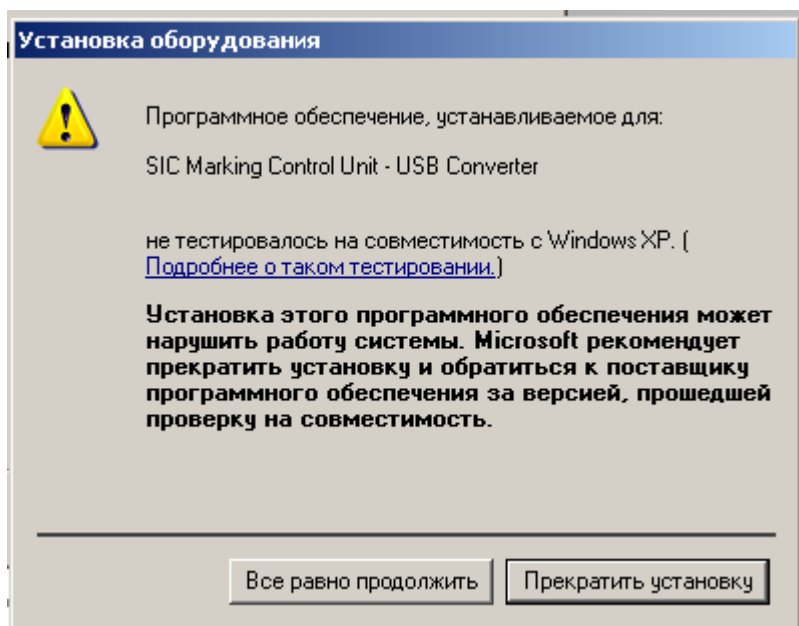 Установка оборудования
Программное обеспечение, устанавливаемое для:
SIC Marking Control Unit - USB Converter
не тестировалось на совместимость с Windows XP. (
Подробнее о таком тестировании.)
Установка этого программного обеспечения может
нарушить работу системы. Microsoft рекомендует
прекратить установку и обратиться к поставщику
программного обеспечения за версией, прошедшей
проверку на совместимость.
Все равно продолжить
Прекратить установку